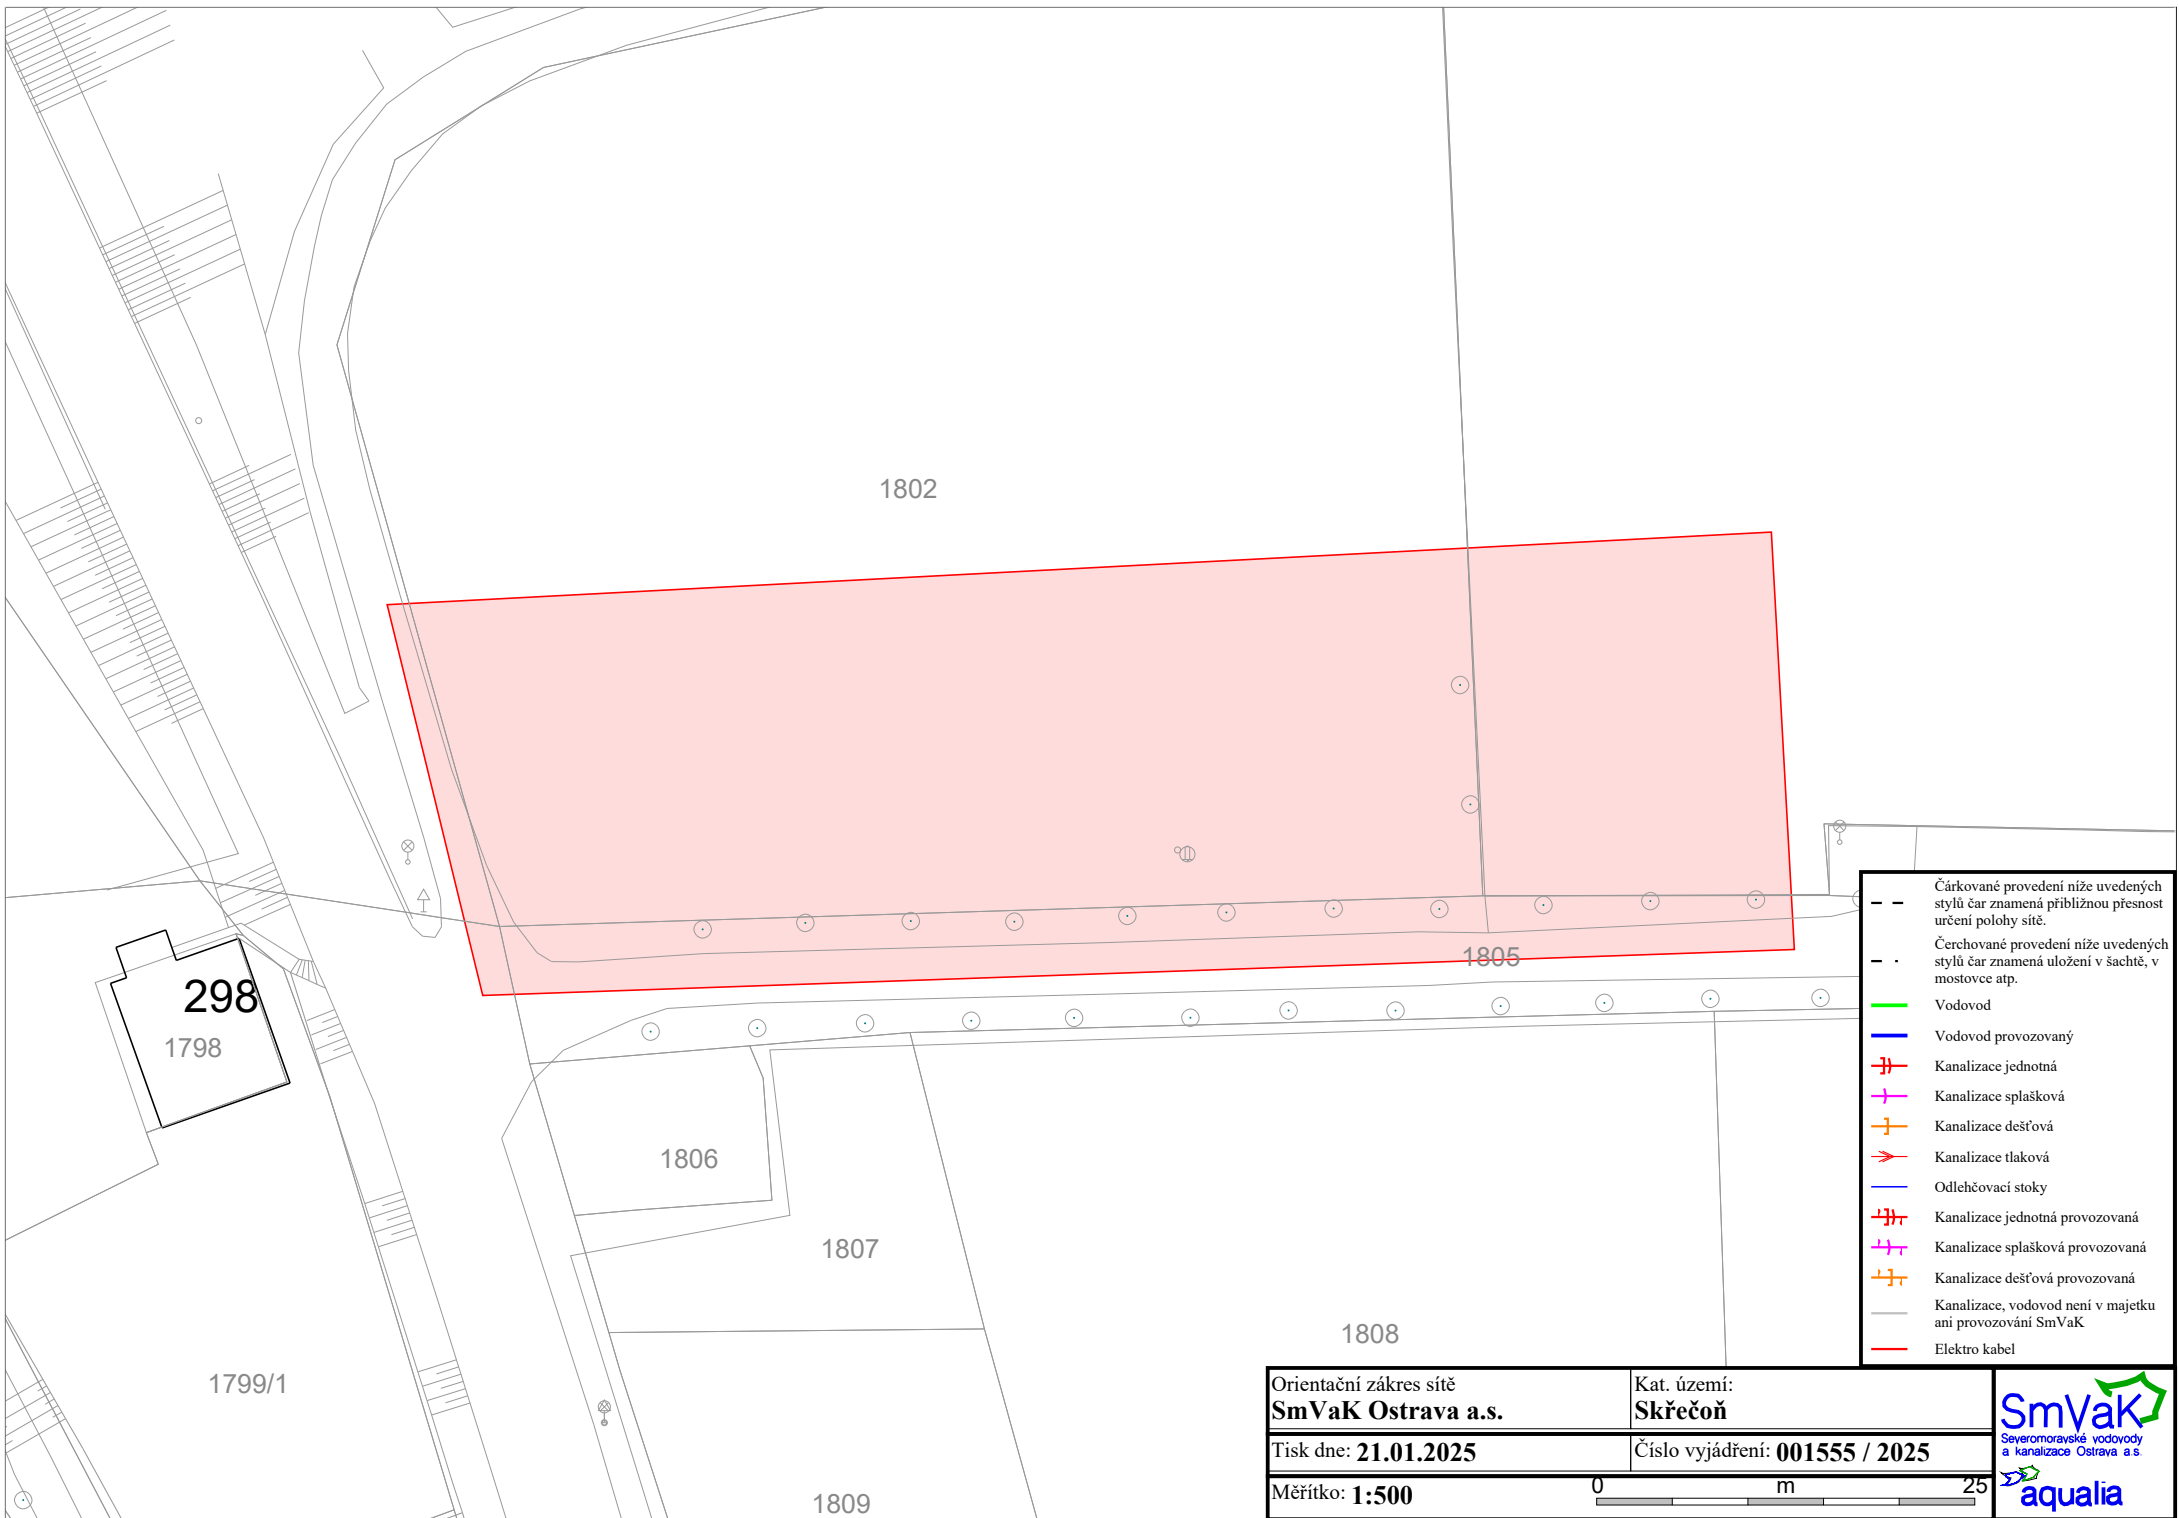 1802
1805
298
1798
1806
1807
1808
1799/1
1809
Čárkované provedení níže uvedených
stylů čar znamená přibližnou přesnost
určení polohy sítě.
Čerchované provedení níže uvedených
stylů čar znamená uložení v šachtě, v
mostovce atp.
Vodovod
Vodovod provozovaný
Kanalizace jednotná
Kanalizace splašková
Kanalizace dešťová
Kanalizace tlaková
Odlehčovací stoky
Kanalizace jednotná provozovaná
Kanalizace splašková provozovaná
Kanalizace dešťová provozovaná
Kanalizace, vodovod není v majetku
ani provozování SmVaK
Elektro kabel
Orientační zákres sítě
SmVaK Ostrava a.s.
Kat. území:
Skřečoň
Tisk dne: 21.01.2025
Číslo vyjádření: 001555 / 2025
Měřítko: 1:500
0 m 25
SmVaK
Severomoravské vodovody
a kanalizace Ostrava a.s.
aqualia